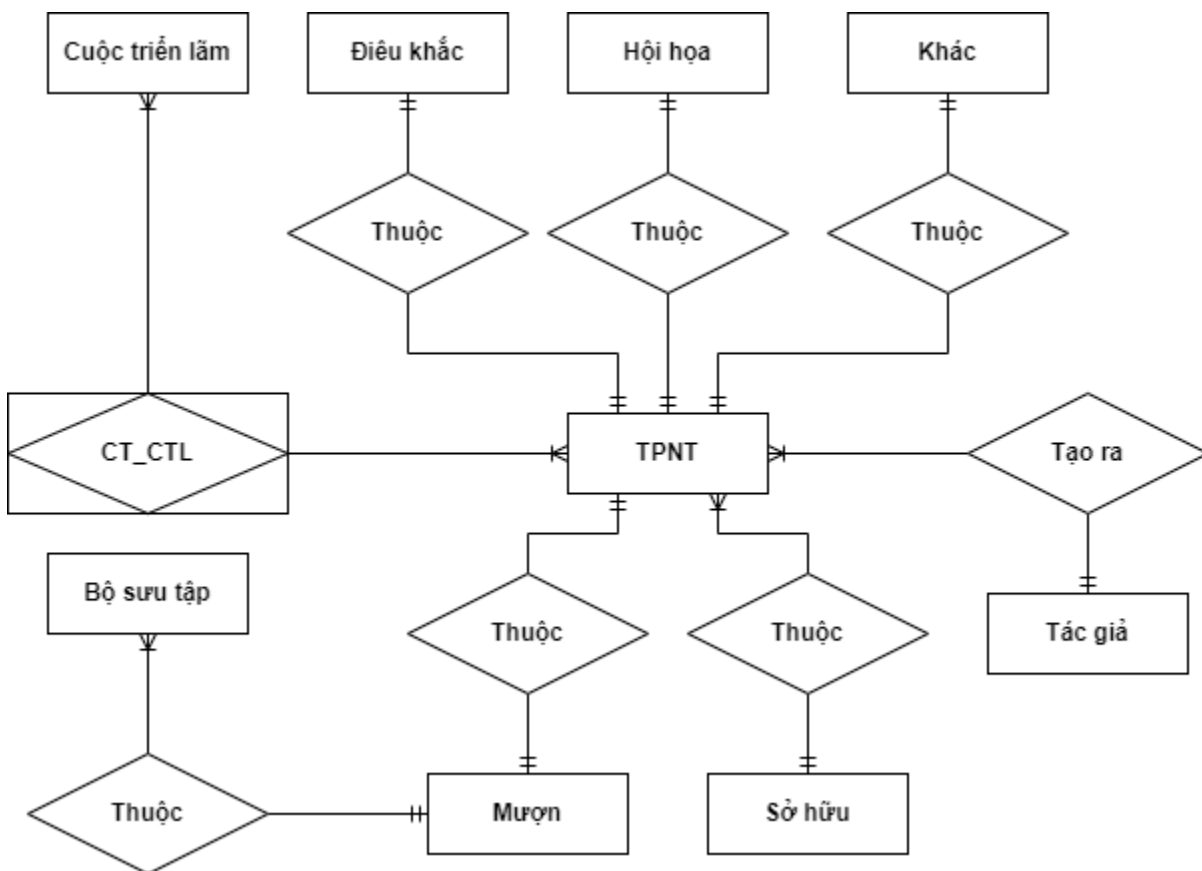 Cuộc triển lãm
Điêu khắc
Hội họa
Khác
Thuộc
Thuộc
Thuộc
CT_CTL
TPNT
Tạo ra
Bộ sưu tập
Thuộc
Thuộc
Tác giả
Thuộc
Mượn
Sở hữu